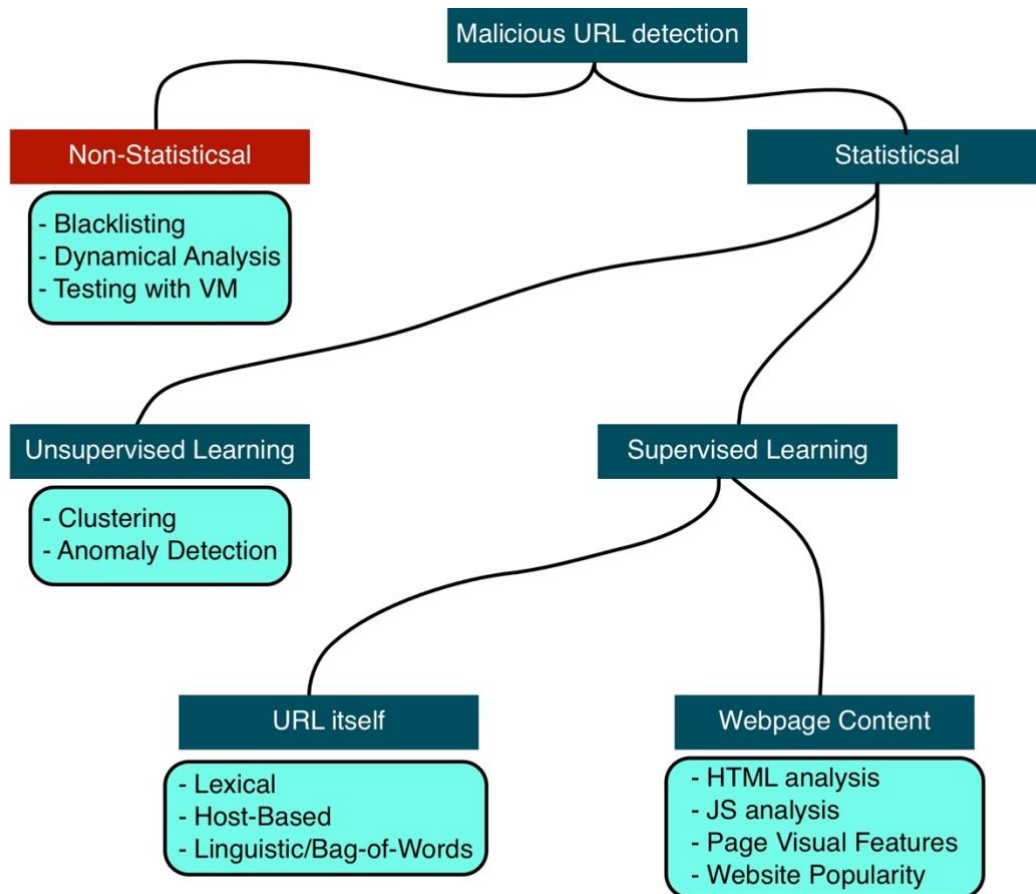 Malicious URL detection
Non-Statisticsal
Statisticsal
- Blacklisting
- Dynamical Analysis
- Testing with VM
Unsupervised Learning
Supervised Learning
- Clustering
- Anomaly Detection
URL itself
Webpage Content
- Lexical
- Host-Based
- Linguistic/Bag-of-Words
- HTML analysis
- JS analysis
- Page Visual Features
- Website Popularity